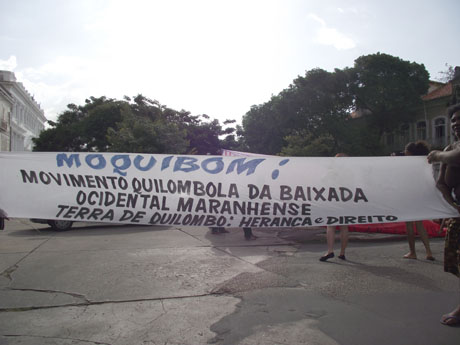 MOQUIBOM:
MOVIMENTO QUILOMBOLA DA BAIXADA
OCIDENTAL MARANHENSE
TERRA DE QUILOMBO: HERANÇA e DIREITO